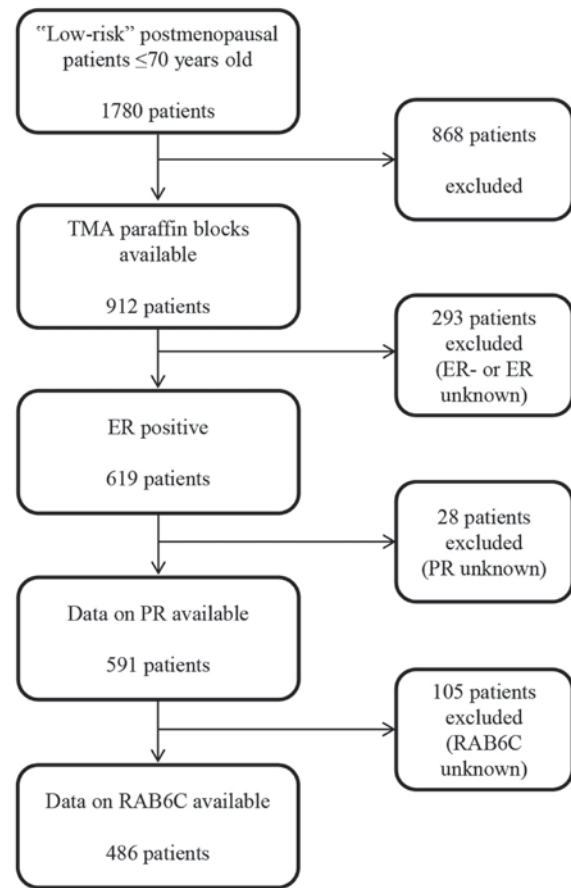 “Low-risk” postmenopausal
patients ≤70 years old
1780 patients
868 patients
excluded
TMA paraffin blocks
available
912 patients
293 patients
excluded
(ER- or ER
unknown)
ER positive
619 patients
28 patients
excluded
(PR unknown)
Data on PR available
591 patients
105 patients
excluded
(RAB6C
unknown)
Data on RAB6C available
486 patients